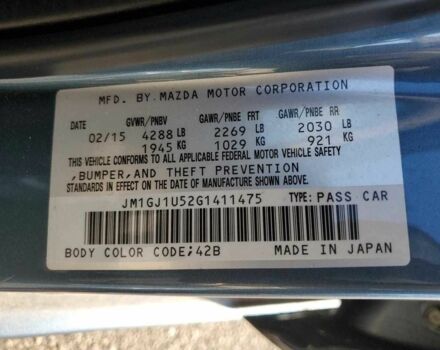 MFD. BY MAZDA MOTOR CORPORATION
DATE GVWR/PNBV GAWR/PNBE FRT GAWR/PNBE RR
02/15 4288 LB 2269 LB 2030 LB
1945 KG 1029 KG 921 KG
THIS VEHICLE CONFORMS TO ALL APPLICABLE FEDERAL MOTOR VEHICLE SAFETY
,BUMPER,AND THEFT PREVENTION
STANDARDS IN EFFECT ON THE DATE OF MANUFACTURE SHOWN ABOVE.
JM1GJ1U52G1411475 TYPE: PASS CAR
BODY COLOR CODE;42B MADE IN JAPAN